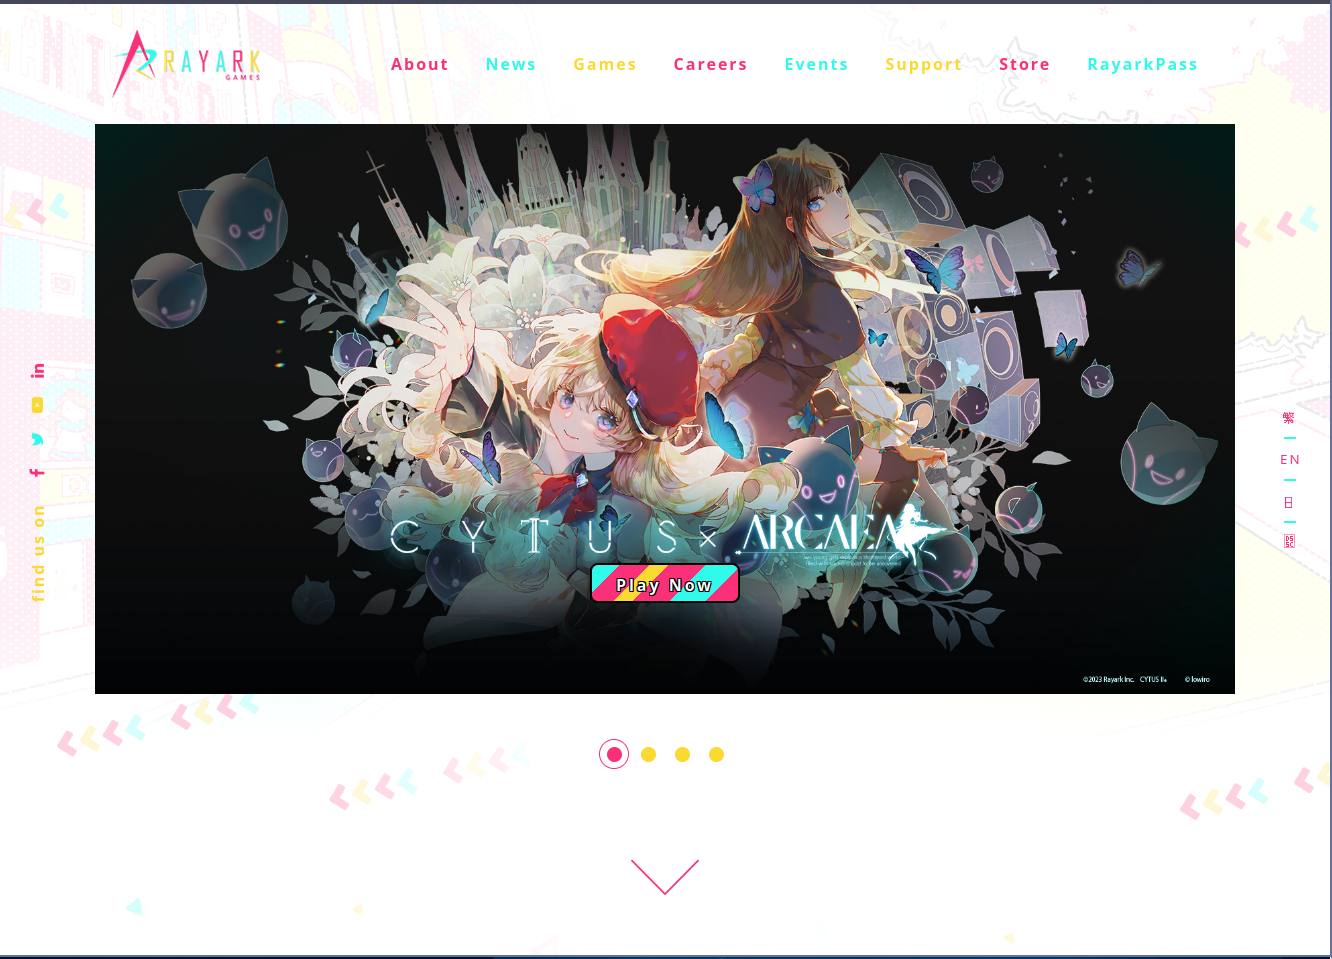 RAYARK
GAMES
About
News
Games
Careers
Events
Support
Store
RayarkPass
find us on
繁
EN
日
CYTUS × ARCAEA
Play Now
©2023 Rayark Inc. CYTUS II
© lowiro